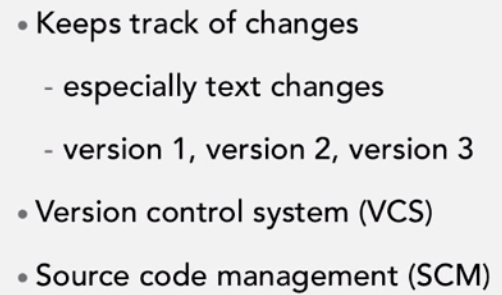 • Keeps track of changes
- especially text changes
- version 1, version 2, version 3
• Version control system (VCS)
• Source code management (SCM)